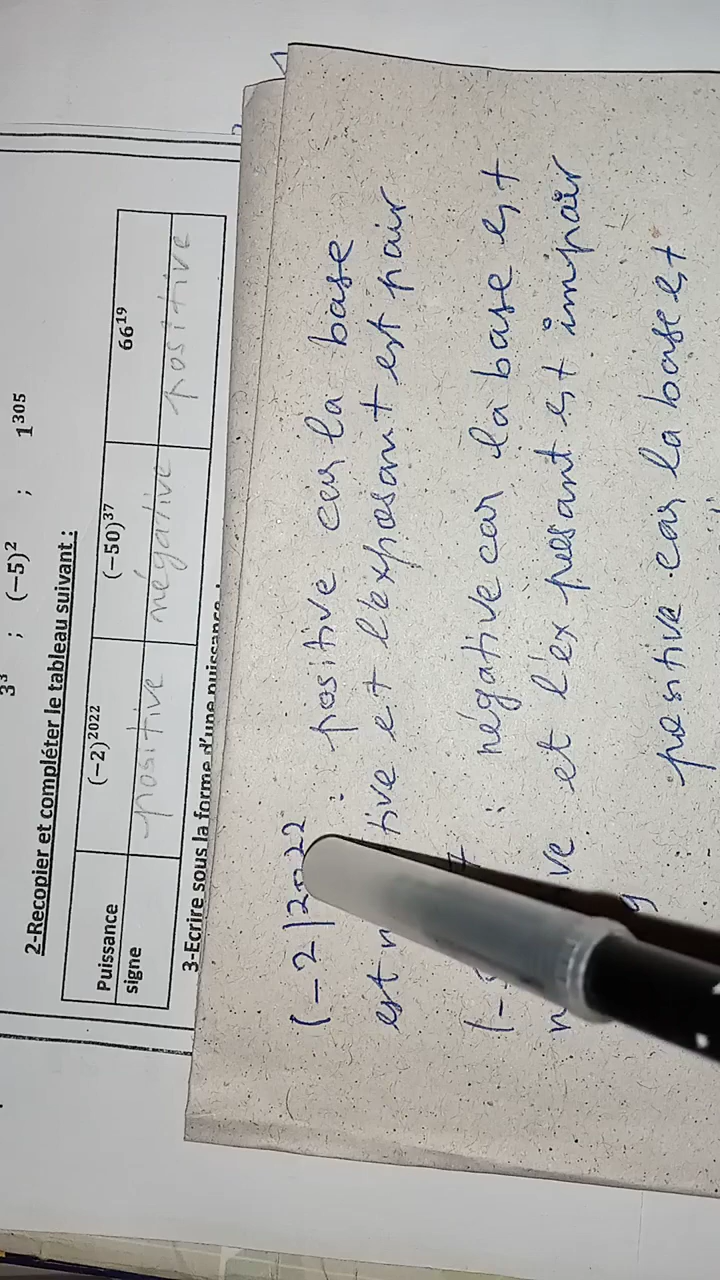 3³ ; (−5)² ; 1³⁰⁵
2-Recopier et compléter le tableau suivant :
Puissance (−2)²⁰²² (−50)³⁷ 66¹⁹
signe positive négative positive
3-Ecrire sous la forme d'une puissance :
(-2)2022 : positive car la base
est tive et l'exposant est pair
: négative car la base est
ve et l'exposant est impair
positive car la base est